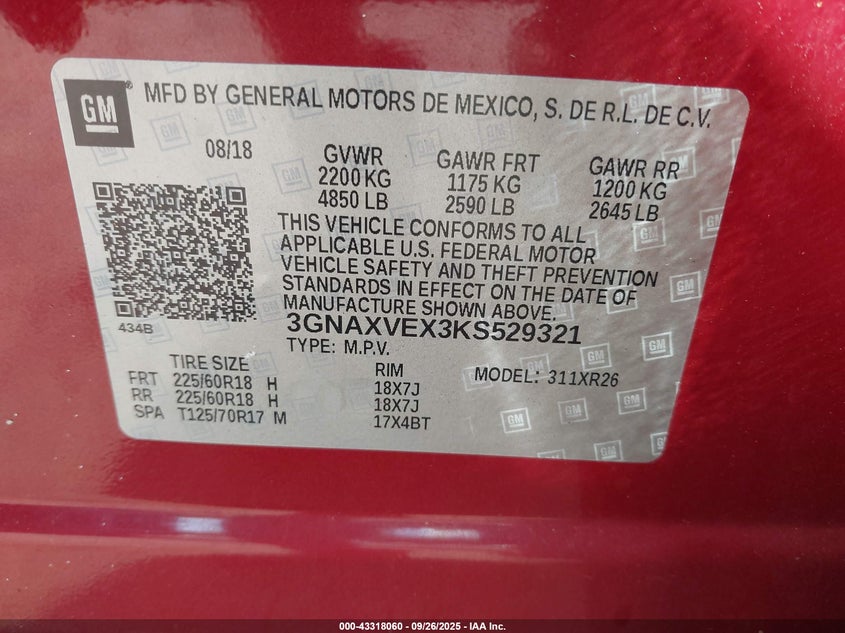 GM
MFD BY GENERAL MOTORS DE MEXICO, S. DE R.L. DE C.V.
08/18
GVWR
2200 KG
4850 LB
GAWR FRT
1175 KG
2590 LB
GAWR RR
1200 KG
2645 LB
THIS VEHICLE CONFORMS TO ALL
APPLICABLE U.S. FEDERAL MOTOR
VEHICLE SAFETY AND THEFT PREVENTION
STANDARDS IN EFFECT ON THE DATE OF
MANUFACTURE SHOWN ABOVE.
434B
3GNAXVEX3KS529321
TYPE: M.P.V.
TIRE SIZE RIM MODEL: 311XR26
FRT 225/60R18 H 18X7J
RR 225/60R18 H 18X7J
SPA T125/70R17 M 17X4BT
000-43318060 - 09/26/2025 - IAA Inc.